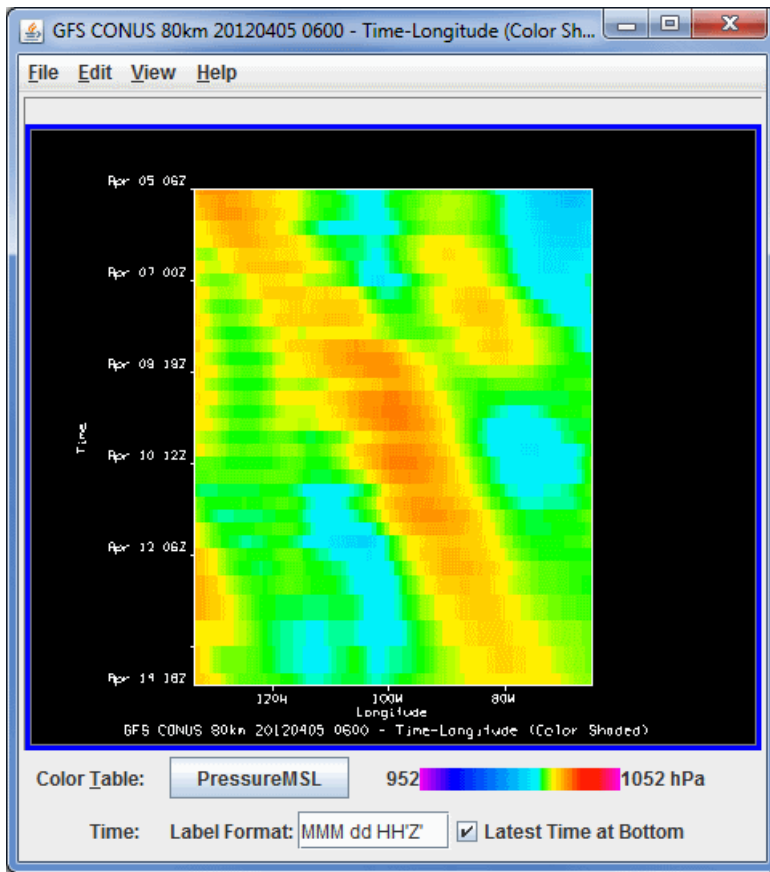 GFS CONUS 80km 20120405 0600 - Time-Longitude (Color Sh...
File Edit View Help
Apr 05 06Z
Apr 07 00Z
Apr 08 18Z
Time
Apr 10 12Z
Apr 12 06Z
Apr 14 18Z
120W 100W 80W
Longitude
GFS CONUS 80km 20120405 0600 - Time-Longitude (Color Shaded)
Color Table: PressureMSL 952 1052 hPa
Time: Label Format: MMM dd HH'Z' Latest Time at Bottom